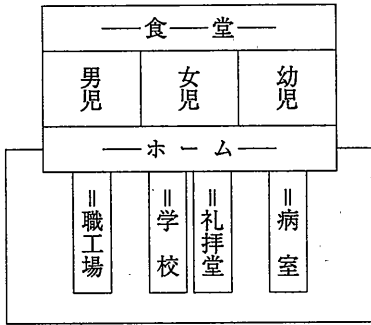 ——食　堂——
男児
女児
幼児
——ホ　ー　ム——
＝職工場
＝学　校
＝礼拝堂
＝病　室